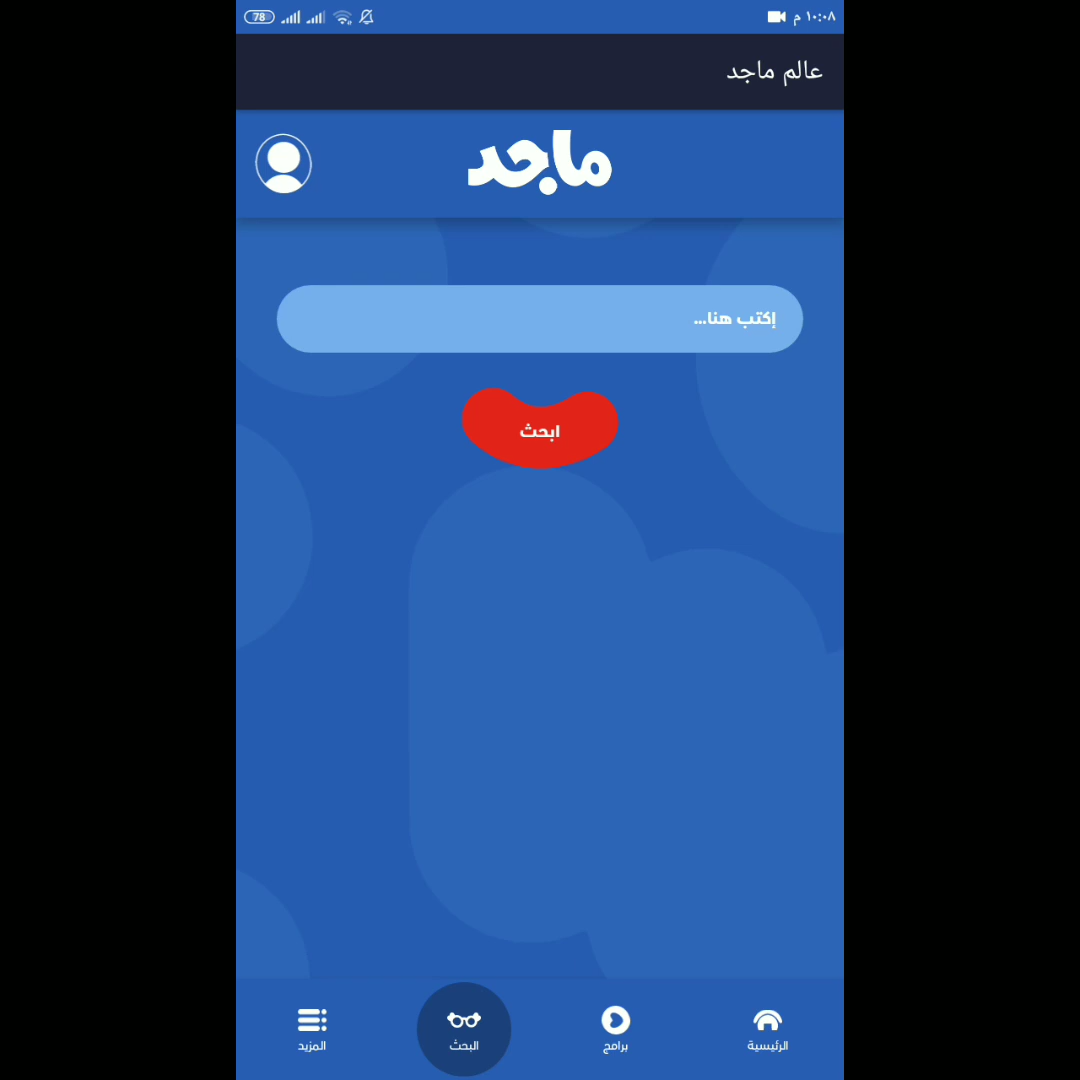 78
١٠:٠٨ م
عالم ماجد
ماجد
إكتب هنا...
ابحث
الرئيسية
برامج
البحث
المزيد